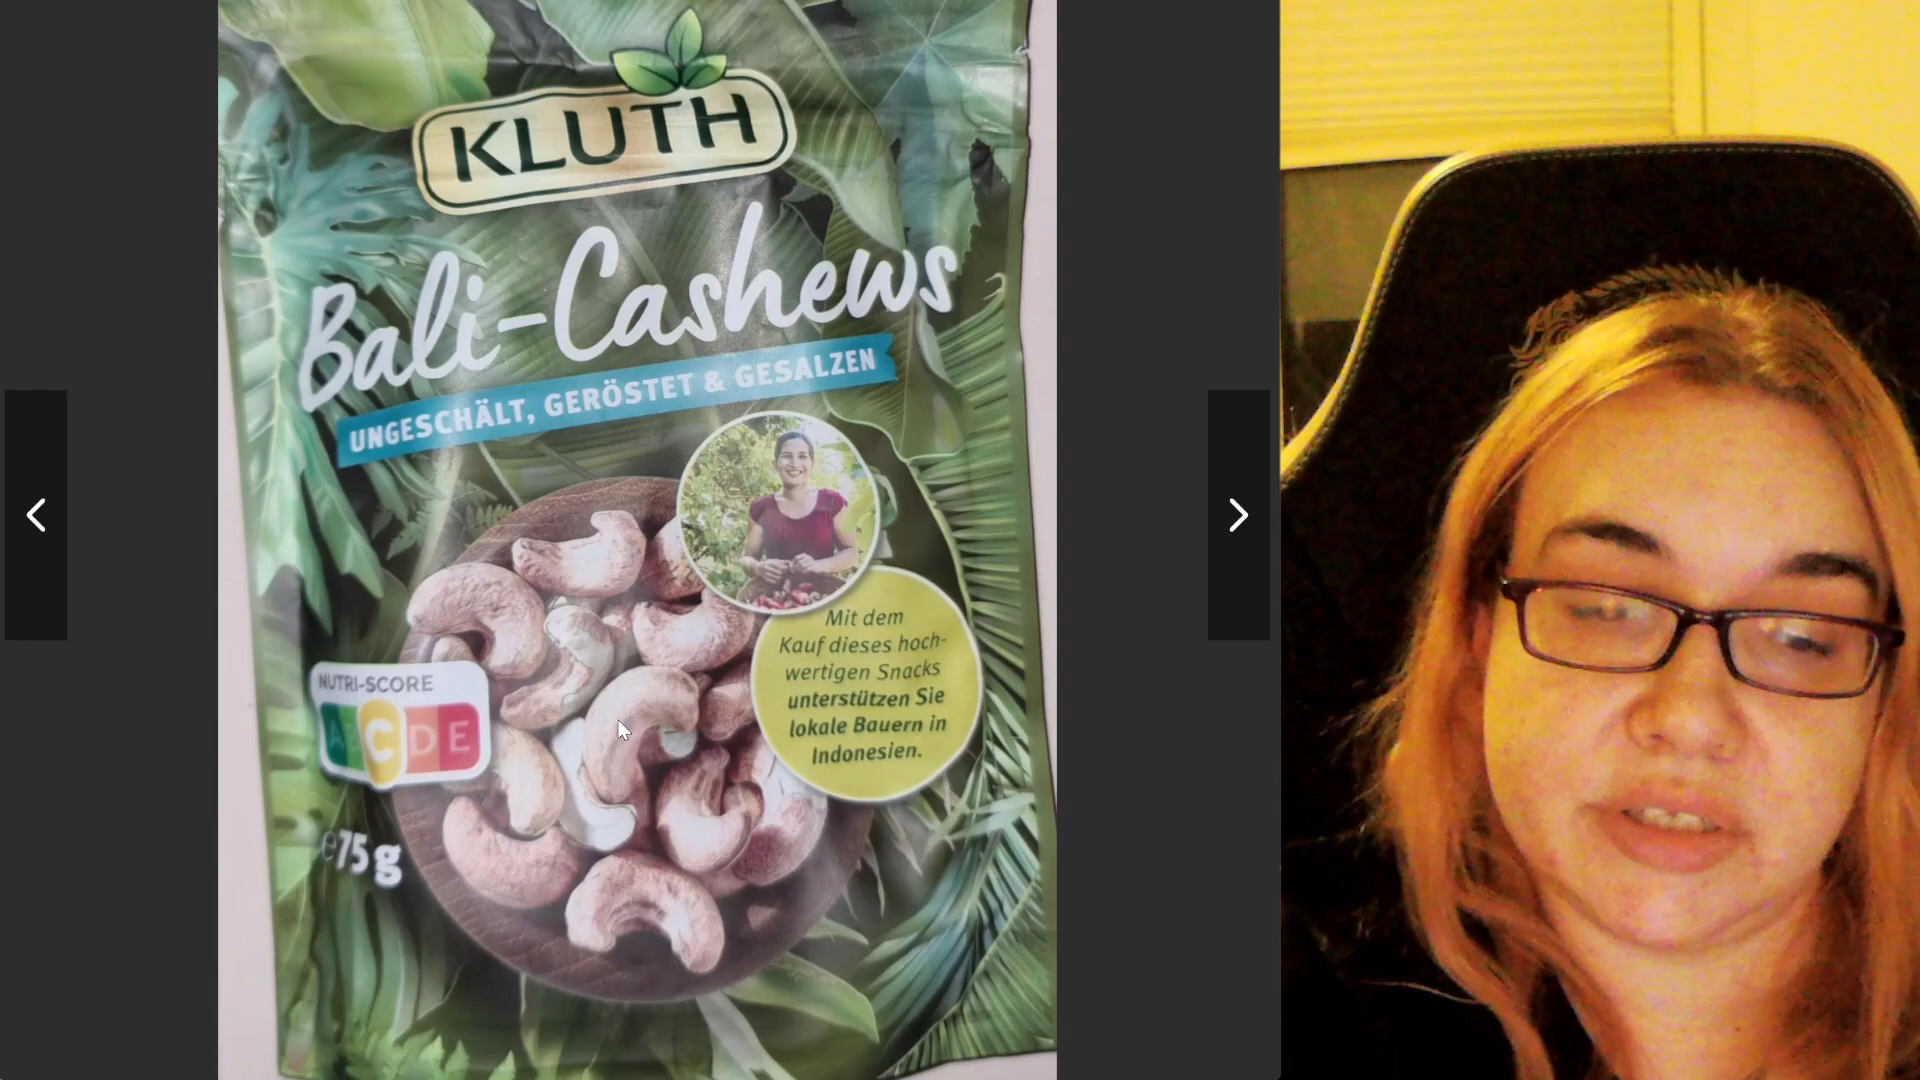 KLUTH
Bali-Cashews
UNGESCHÄLT, GERÖSTET & GESALZEN
Mit dem
Kauf dieses hoch-
wertigen Snacks
unterstützen Sie
lokale Bauern in
Indonesien.
NUTRI-SCORE
A C D E
e75 g